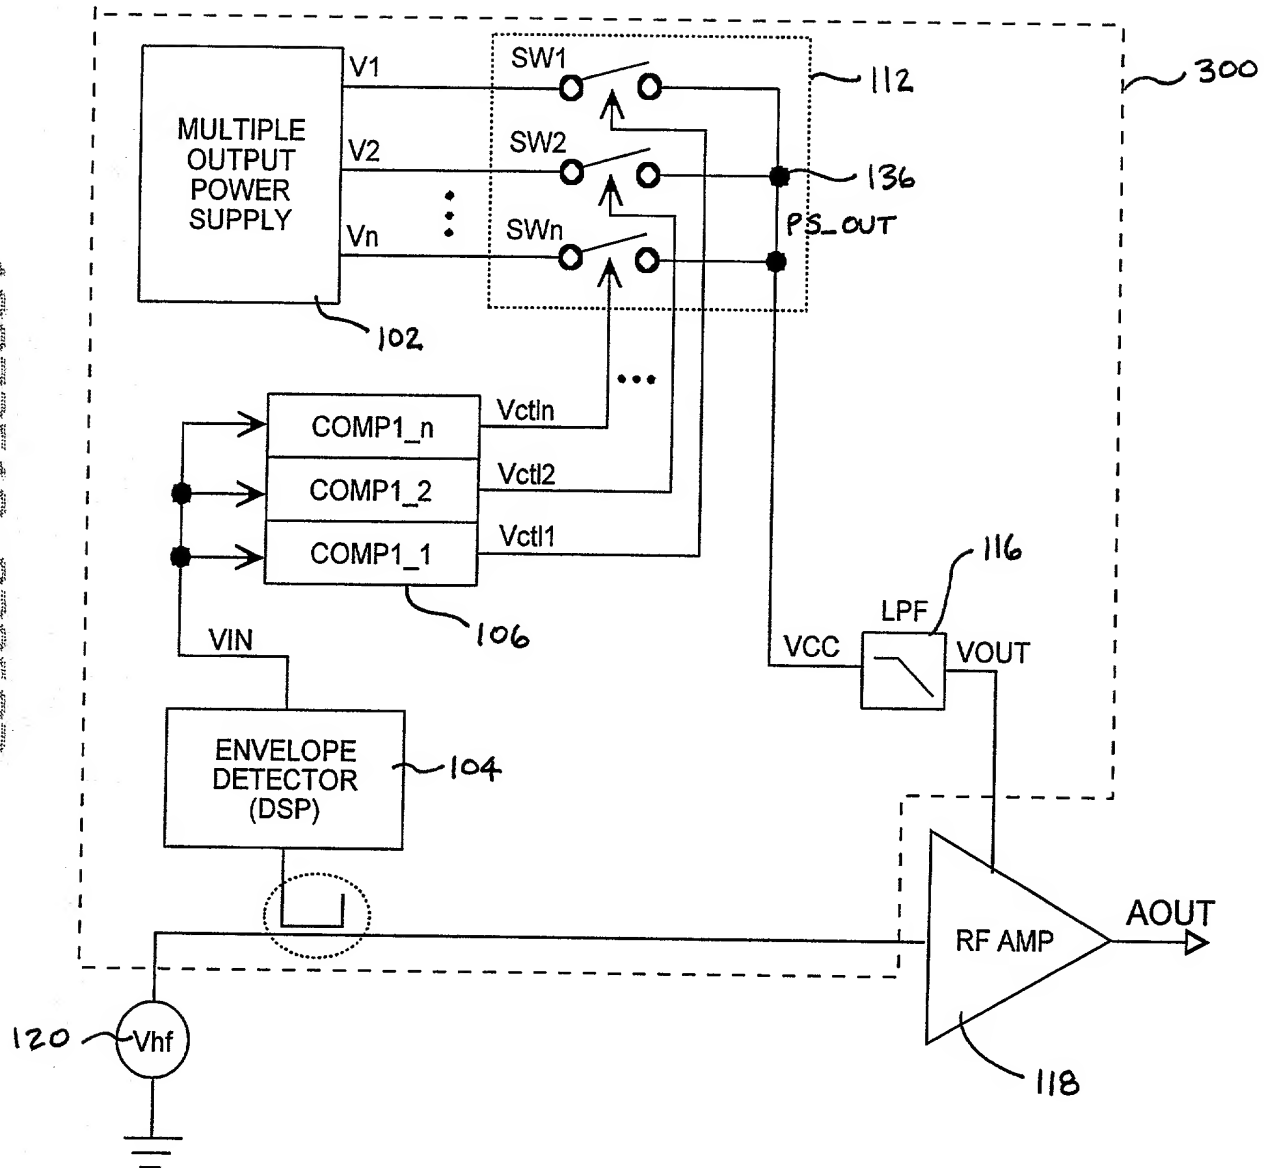 300
V1
SW1
112
MULTIPLE
OUTPUT
POWER
SUPPLY
V2
SW2
136
PS_OUT
Vn
SWn
102
COMP1_n
Vctln
COMP1_2
Vctl2
COMP1_1
Vctl1
106
116
LPF
VIN
VCC
VOUT
ENVELOPE
DETECTOR
(DSP)
104
AOUT
RF AMP
120
Vhf
118